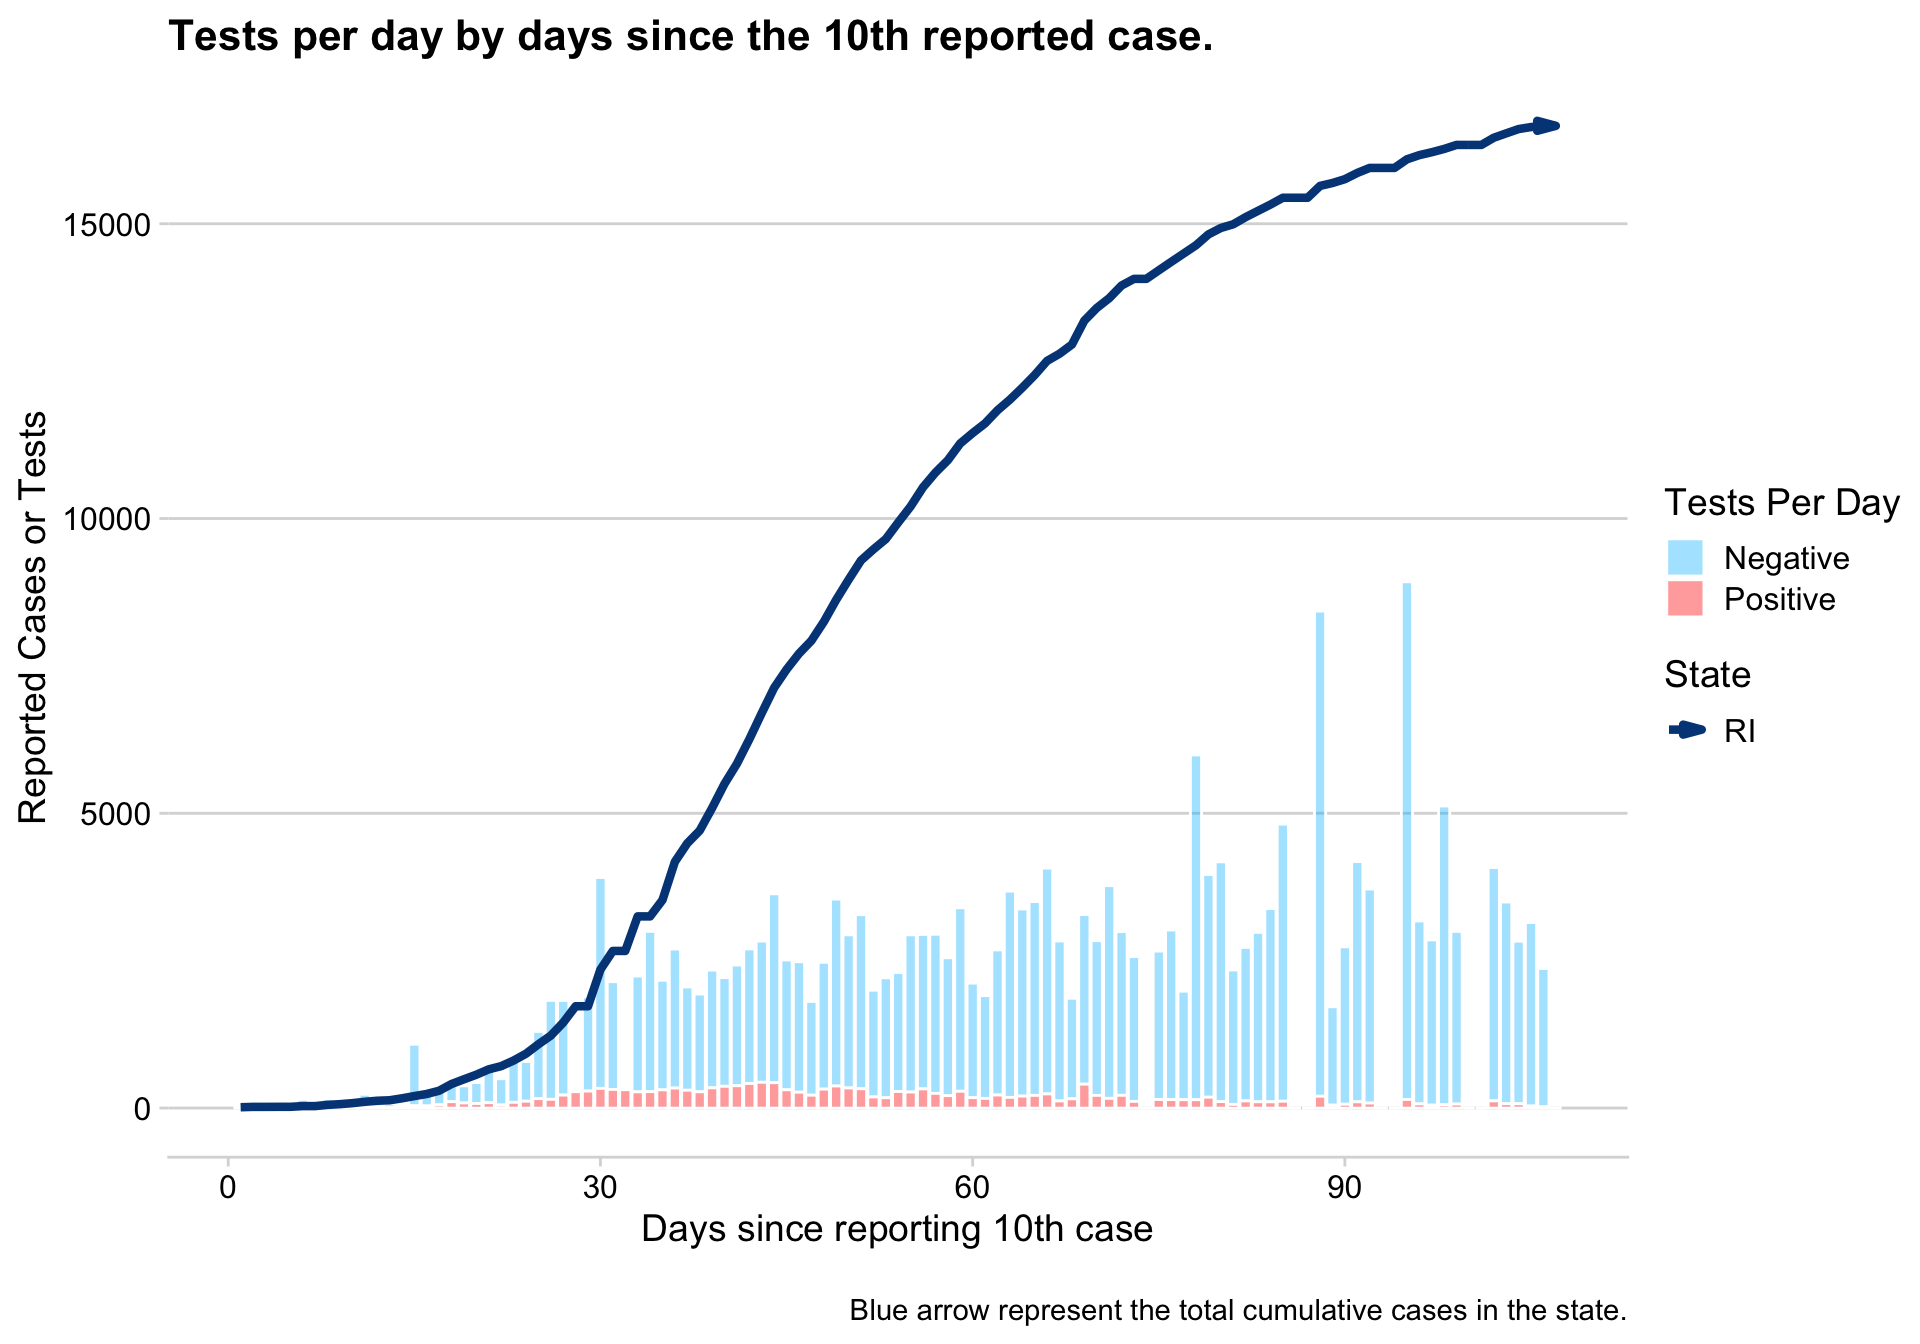 Tests per day by days since the 10th reported case.
Reported Cases or Tests
15000
10000
5000
0
0 30 60 90
Days since reporting 10th case
Tests Per Day
Negative
Positive
State
RI
Blue arrow represent the total cumulative cases in the state.